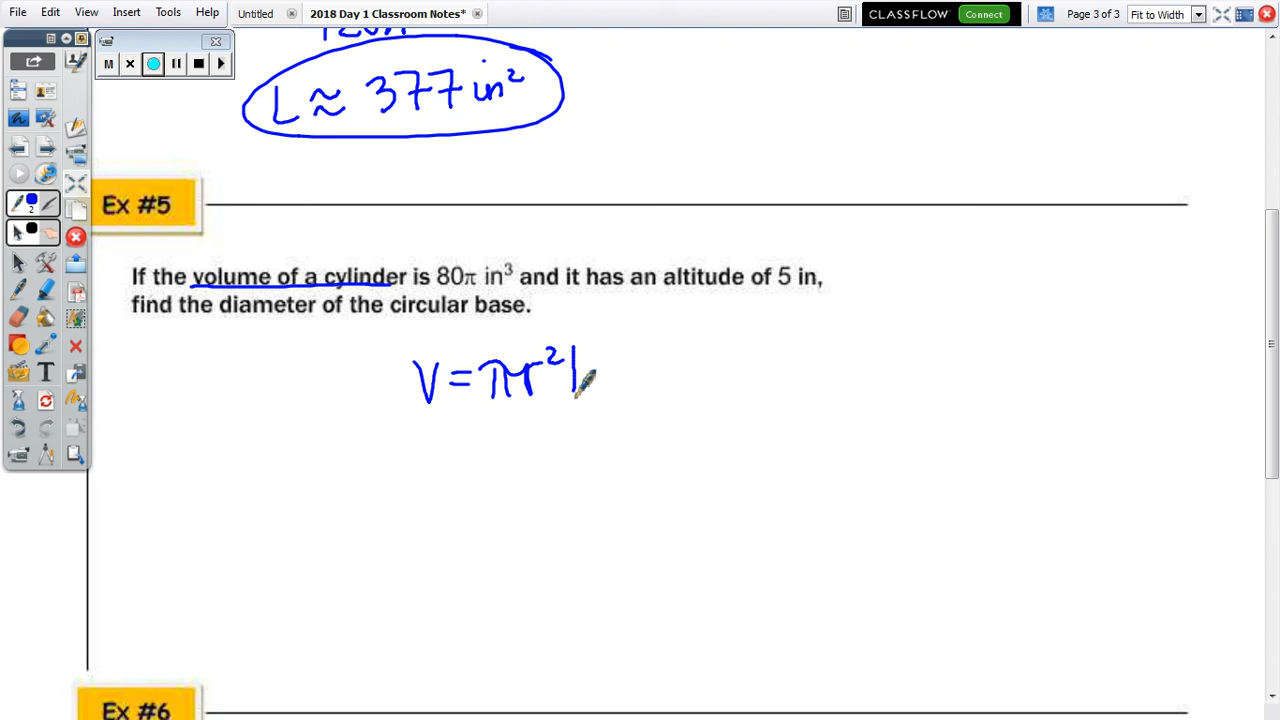 File Edit View Insert Tools Help
Untitled
2018 Day 1 Classroom Notes*
CLASSFLOW Connect
Page 3 of 3
Fit to Width
M
L ≈ 377 in²
Ex #5
If the volume of a cylinder is 80π in³ and it has an altitude of 5 in,
find the diameter of the circular base.
V = πr²
2
T
Ex #6